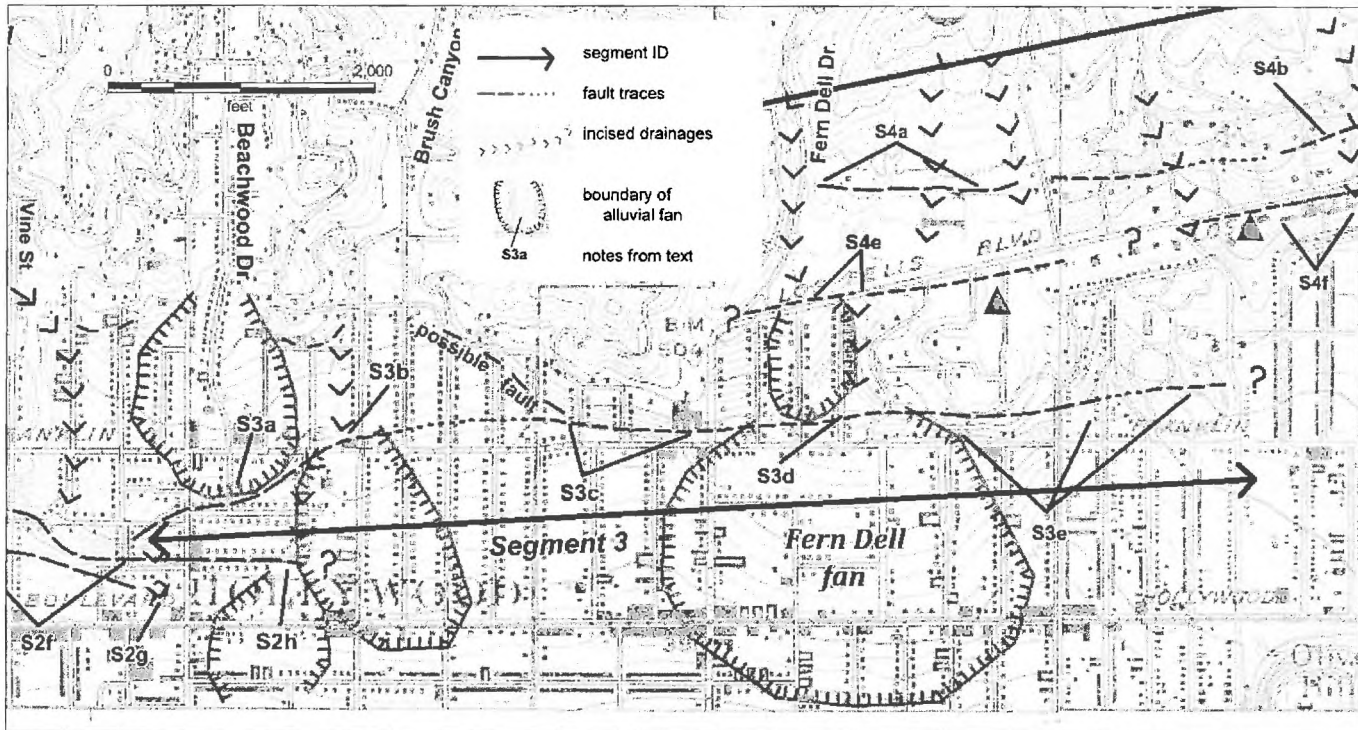 0
2,000
feet
segment ID
fault traces
incised drainages
boundary of
alluvial fan
S3a
notes from text
Vine St
Beachwood Dr
Brush Canyon
Fern Dell Dr
S4a
S4b
S4e
BLVD
?
S4f
?
B M
possible fault
S3b
S3a
S3c
S3d
S3e
?
FRANKLIN
Segment 3
Fern Dell
fan
?
BOULEVARD
S2f
S2g
S2h